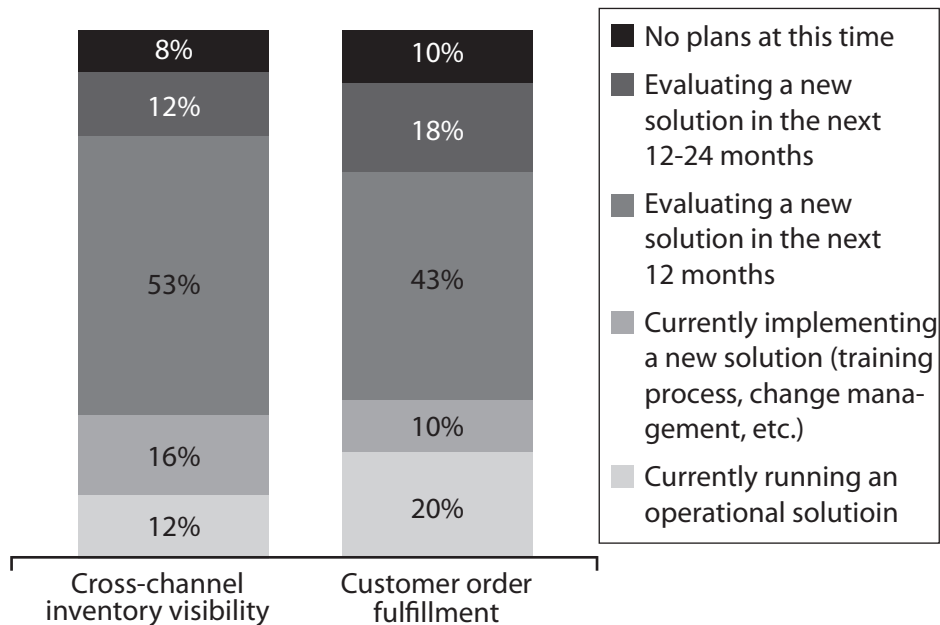 8%
12%
53%
16%
12%
10%
18%
43%
10%
20%
Cross-channel
inventory visibility
Customer order
fulfillment
No plans at this time
Evaluating a new
solution in the next
12-24 months
Evaluating a new
solution in the next
12 months
Currently implementing
a new solution (training
process, change mana-
gement, etc.)
Currently running an
operational solutioin